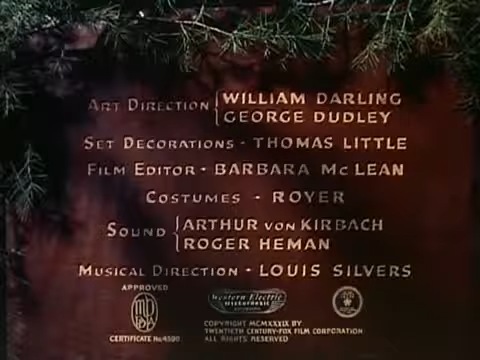 ART DIRECTION { WILLIAM DARLING
GEORGE DUDLEY
SET DECORATIONS - THOMAS LITTLE
FILM EDITOR - BARBARA McLEAN
COSTUMES - ROYER
SOUND { ARTHUR VON KIRBACH
ROGER HEMAN
MUSICAL DIRECTION - LOUIS SILVERS
APPROVED
CERTIFICATE No. 4990
Western Electric
MIRROPHONIC
COPYRIGHT MCMXXXIX BY
TWENTIETH CENTURY-FOX FILM CORPORATION
ALL RIGHTS RESERVED